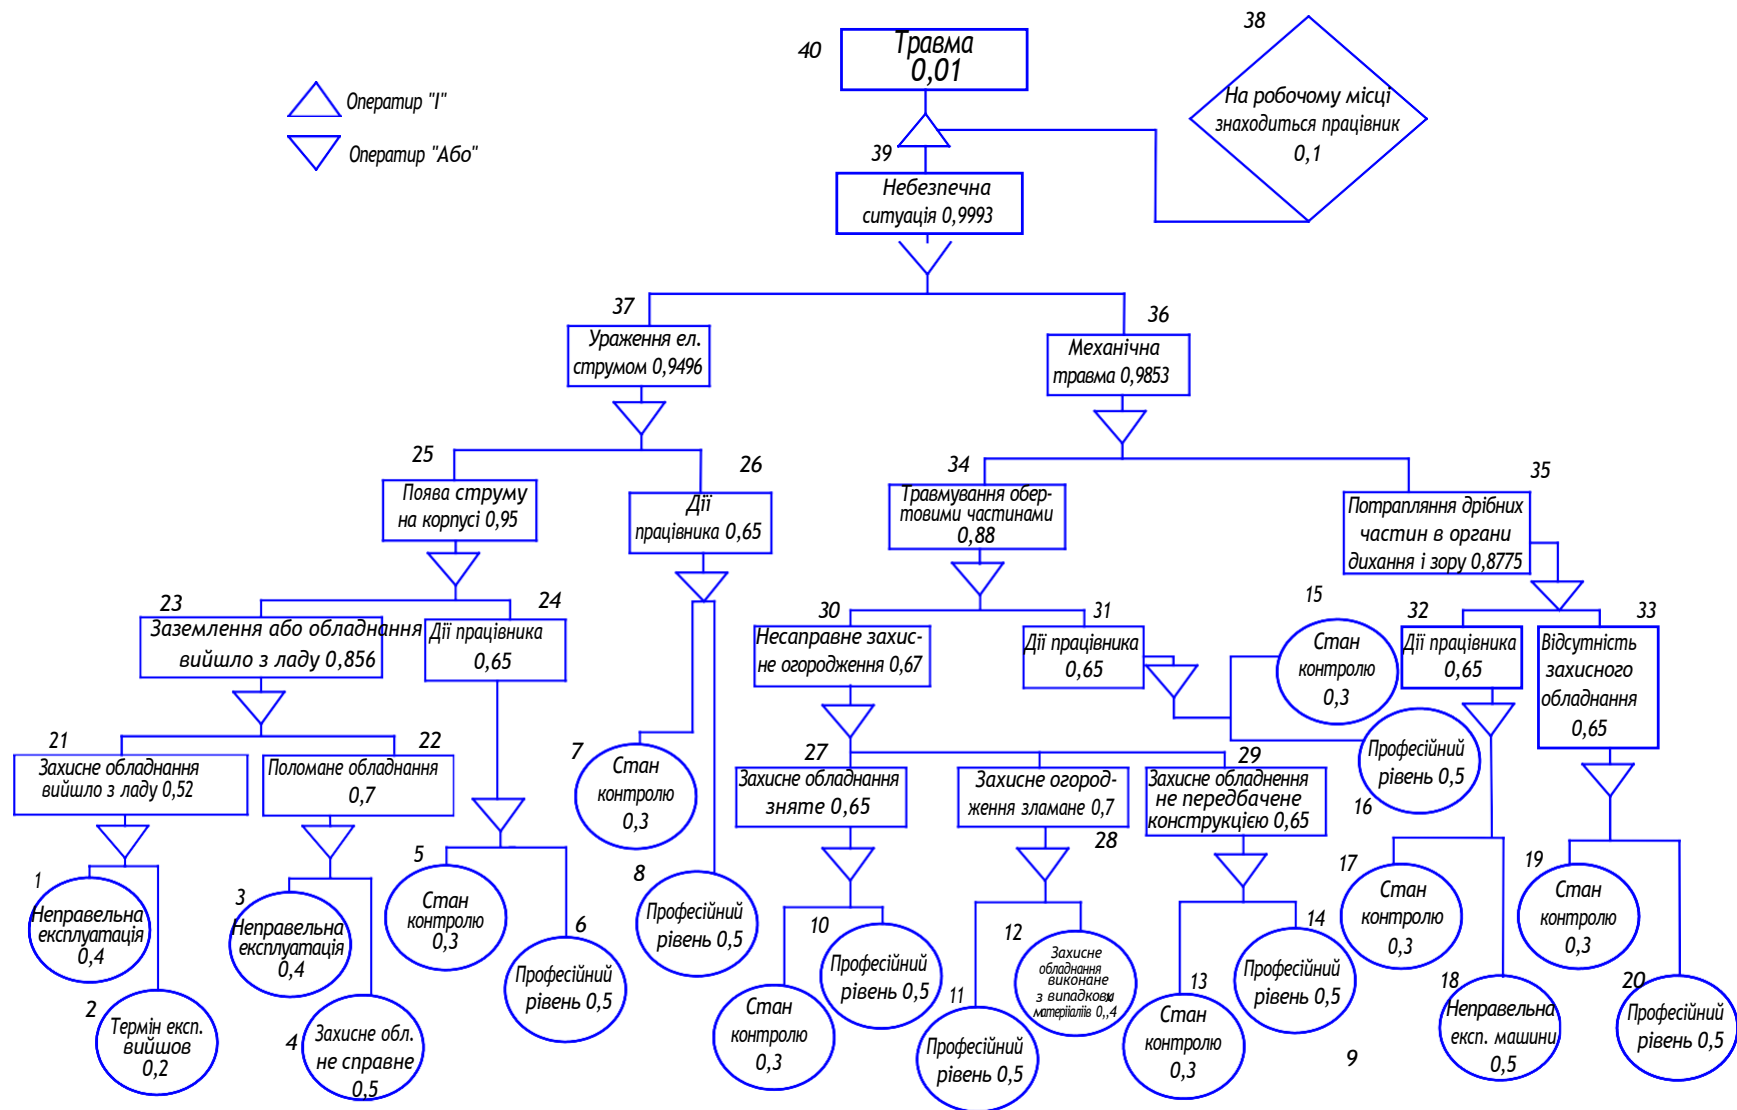 40
Травма
0,01
38
На робочому місці
знаходиться працівник
0,1
Оператир "І"
Оператир "Або"
39
Небезпечна
ситуація 0,9993
37
Ураження ел.
струмом 0,9496
36
Механічна
травма 0,9853
25
Поява струму
на корпусі 0,95
26
Дії
працівника 0,65
34
Травмування обер-
товими частинами
0,88
35
Потрапляння дрібних
частин в органи
дихання і зору 0,8775
23
Заземлення або обладнання
вийшло з ладу 0,856
24
Дії працівника
0,65
30
Несаправне захис-
не огородження 0,67
31
Дії працівника
0,65
15
Стан
контролю
0,3
32
Дії працівника
0,65
33
Відсутність
захисного
обладнання
0,65
16
Професійний
рівень 0,5
21
Захисне обладнання
вийшло з ладу 0,52
22
Поломане обладнання
0,7
7
Стан
контролю
0,3
27
Захисне обладнання
зняте 0,65
Захисне огород-
ження зламане 0,7
28
29
Захисне обладнення
не передбачене
конструкцією 0,65
1
Неправельна
експлуатація
0,4
3
Неправельна
експлуатація
0,4
5
Стан
контролю
0,3
6
Професійний
рівень 0,5
8
Професійний
рівень 0,5
10
Професійний
рівень 0,5
12
Захисне
обладнання
виконане
з випадкових
матерііаліів 0,,4
14
Професійний
рівень 0,5
17
Стан
контролю
0,3
19
Стан
контролю
0,3
2
Термін експ.
вийшов
0,2
4
Захисне обл.
не справне
0,5
Стан
контролю
0,3
11
Професійний
рівень 0,5
13
Стан
контролю
0,3
9
18
Неправельна
експ. машини
0,5
20
Професійний
рівень 0,5